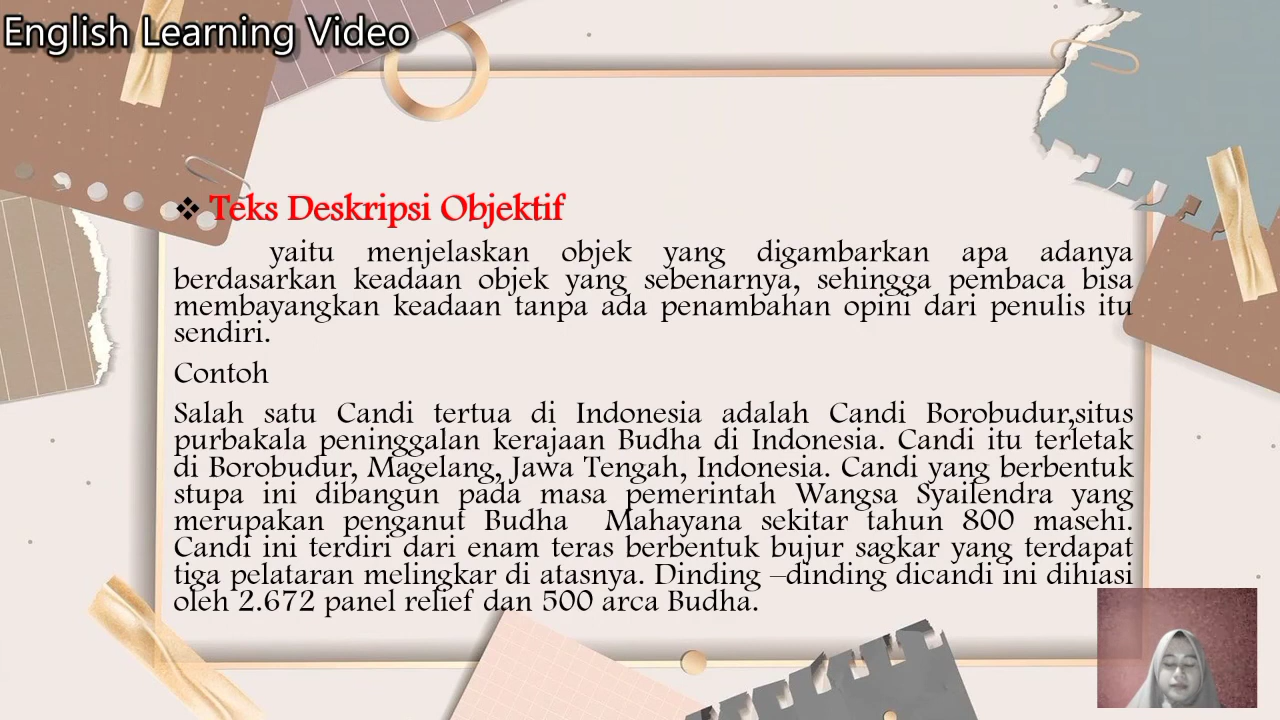 English Learning Video
❖ Teks Deskripsi Objektif
yaitu menjelaskan objek yang digambarkan apa adanya
berdasarkan keadaan objek yang sebenarnya, sehingga pembaca bisa
membayangkan keadaan tanpa ada penambahan opini dari penulis itu
sendiri.
Contoh
Salah satu Candi tertua di Indonesia adalah Candi Borobudur,situs
purbakala peninggalan kerajaan Budha di Indonesia. Candi itu terletak
di Borobudur, Magelang, Jawa Tengah, Indonesia. Candi yang berbentuk
stupa ini dibangun pada masa pemerintah Wangsa Syailendra yang
merupakan penganut Budha Mahayana sekitar tahun 800 masehi.
Candi ini terdiri dari enam teras berbentuk bujur sagkar yang terdapat
tiga pelataran melingkar di atasnya. Dinding –dinding dicandi ini dihiasi
oleh 2.672 panel relief dan 500 arca Budha.